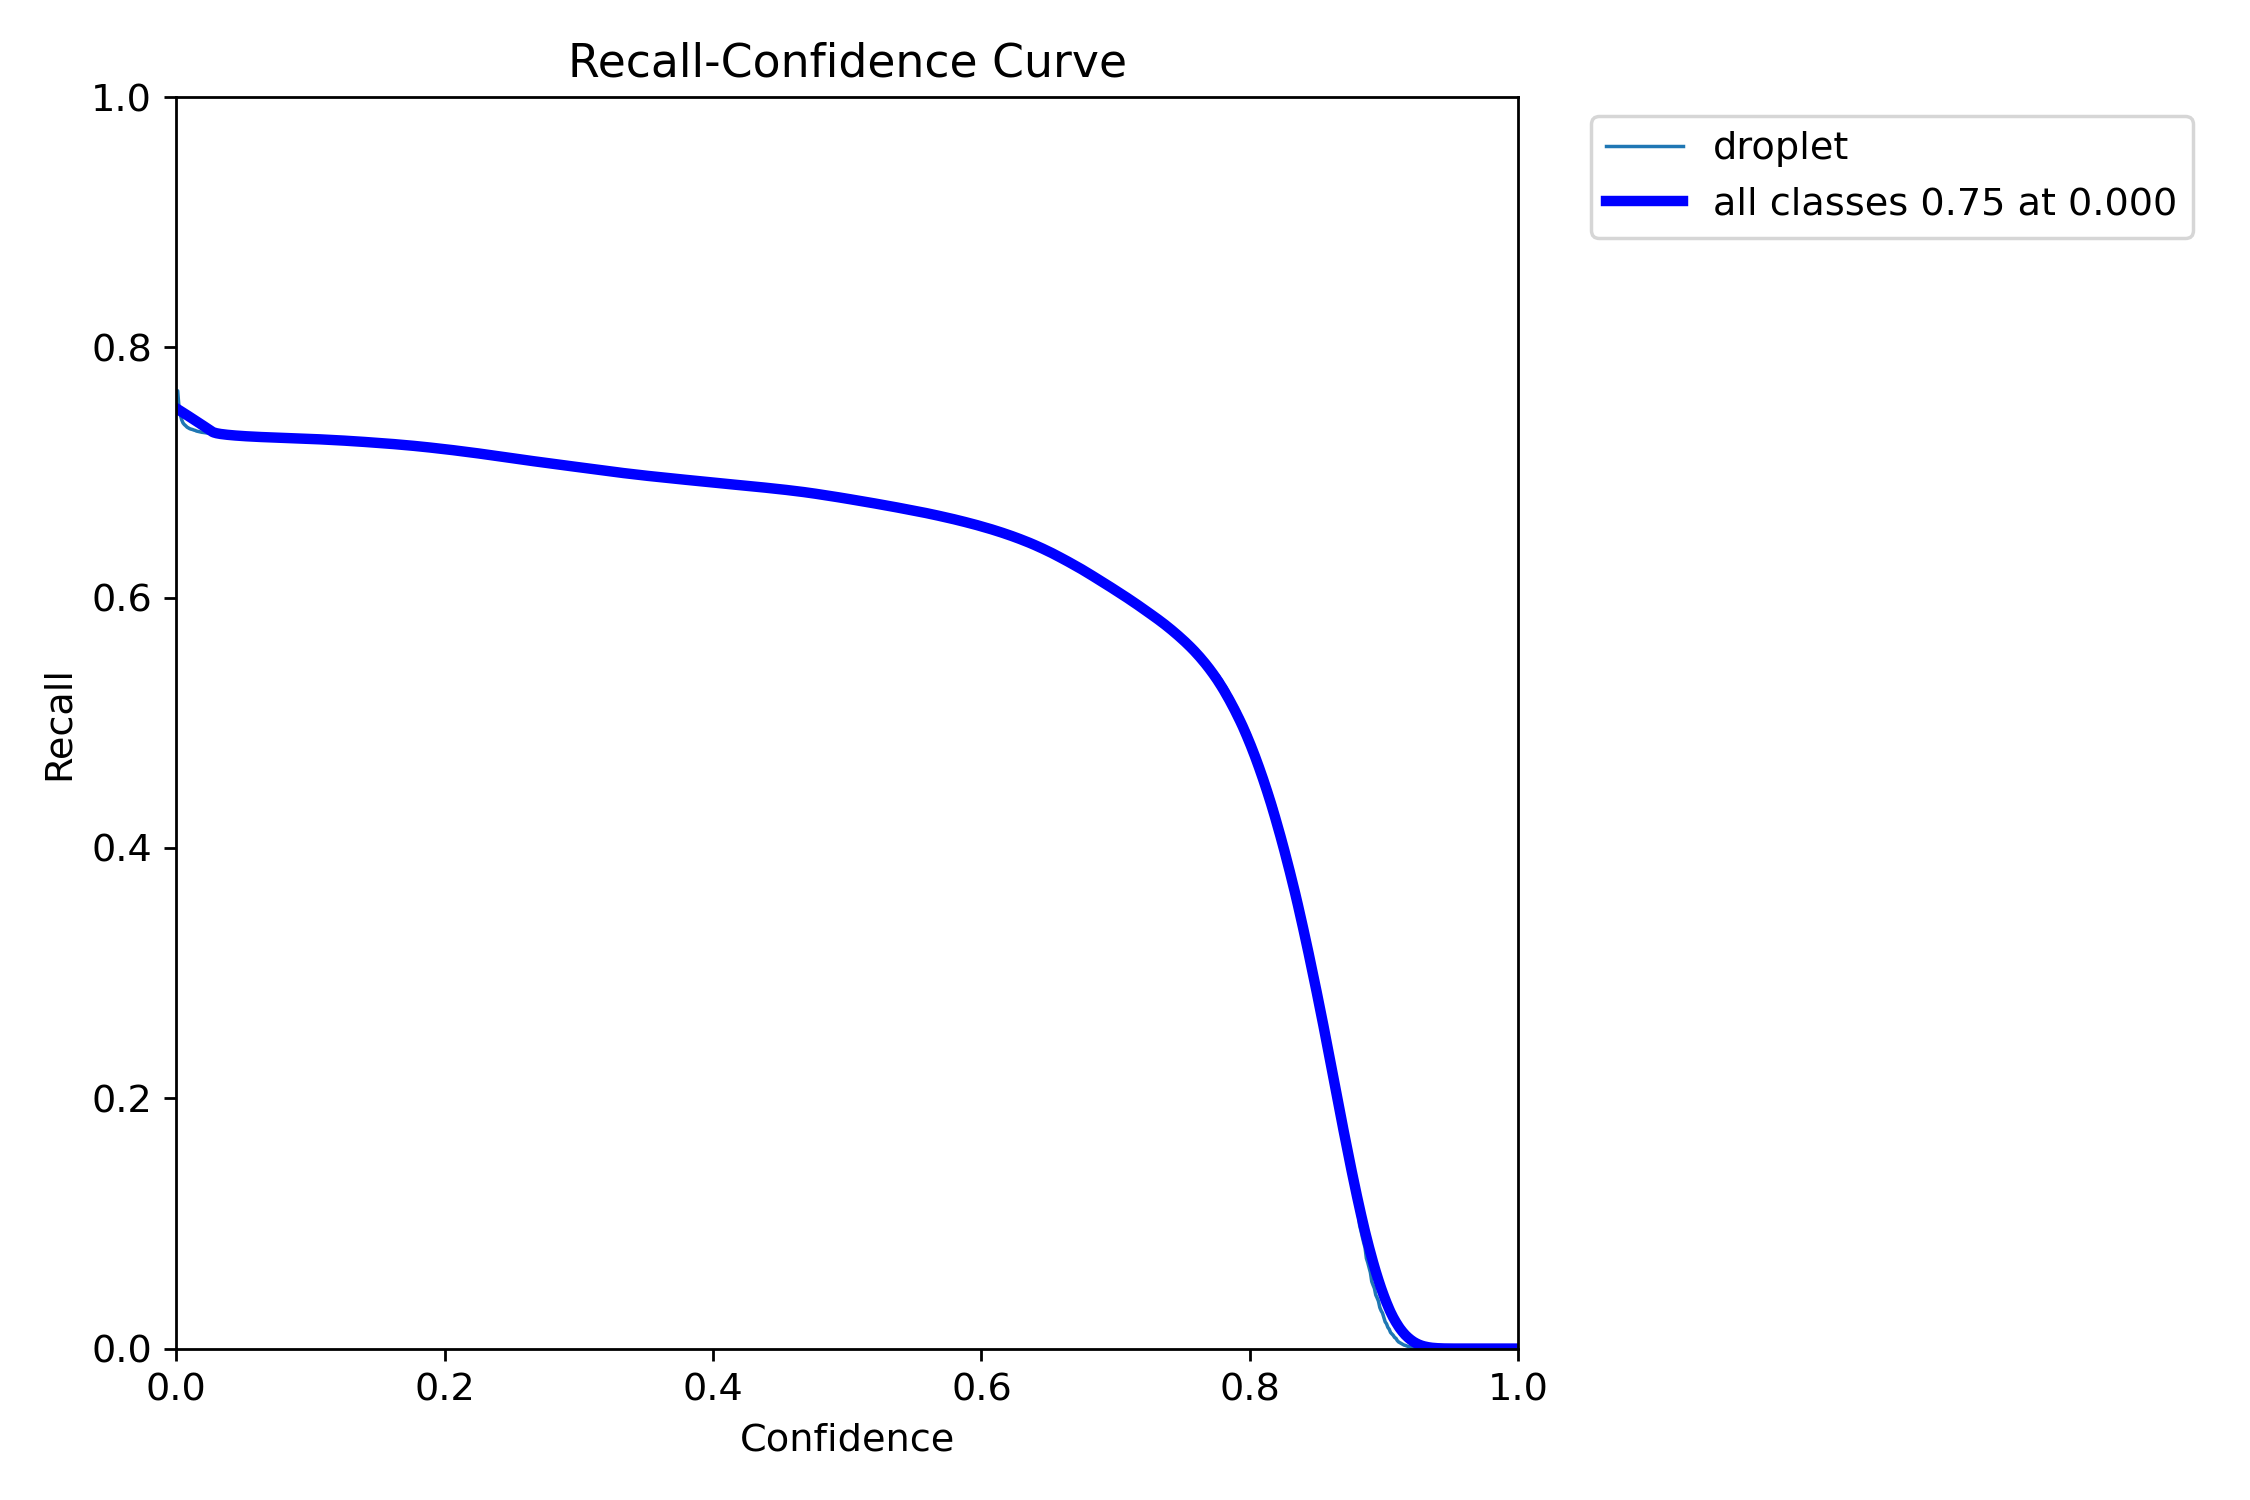 Recall-Confidence Curve
1.0
0.8
0.6
0.4
0.2
0.0
Recall
0.0 0.2 0.4 0.6 0.8 1.0
Confidence
droplet
all classes 0.75 at 0.000